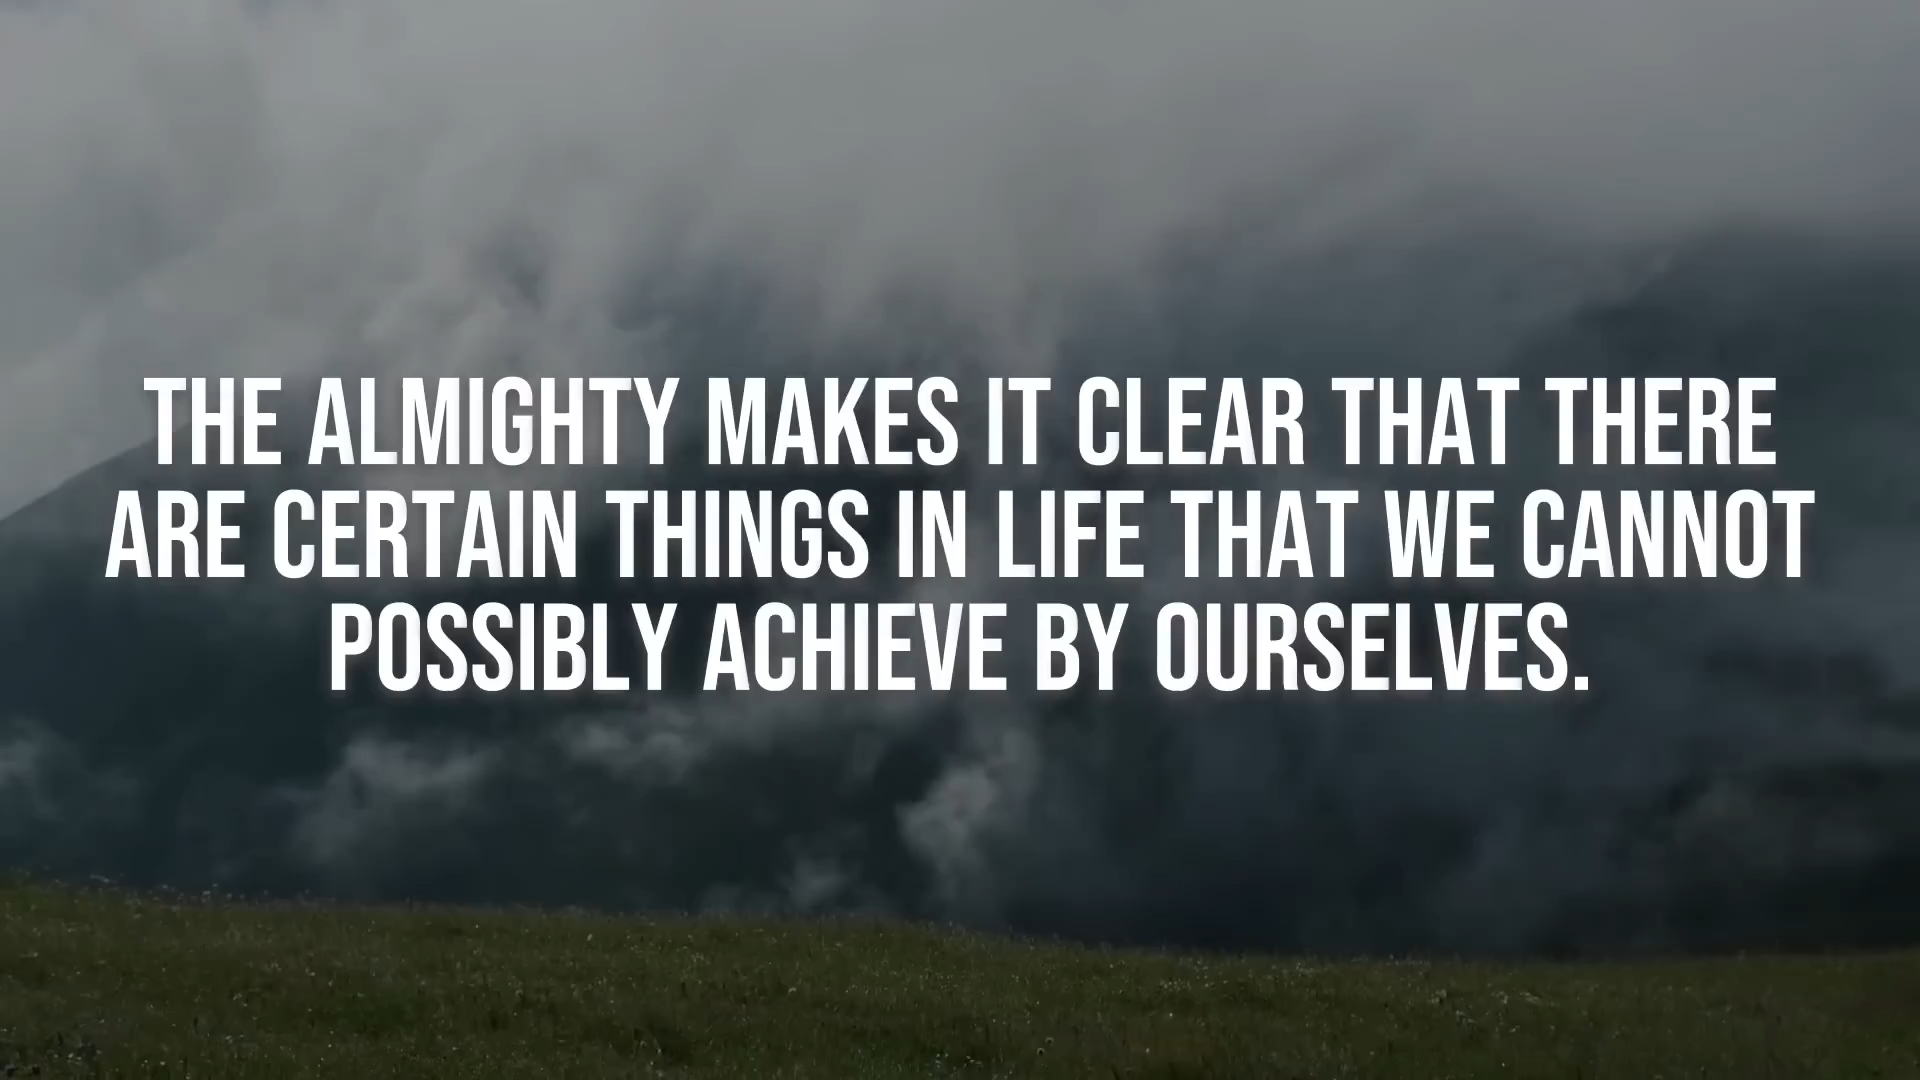 THE ALMIGHTY MAKES IT CLEAR THAT THERE
ARE CERTAIN THINGS IN LIFE THAT WE CANNOT
POSSIBLY ACHIEVE BY OURSELVES.